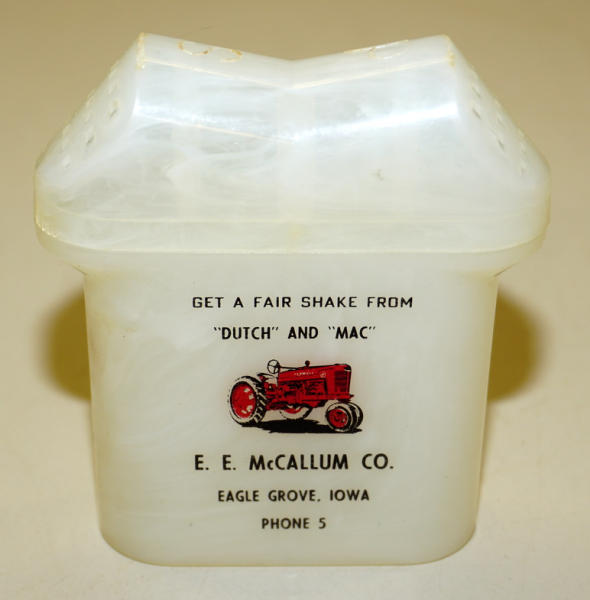 GET A FAIR SHAKE FROM
"DUTCH" AND "MAC"
E. E. McCALLUM CO.
EAGLE GROVE, IOWA
PHONE 5